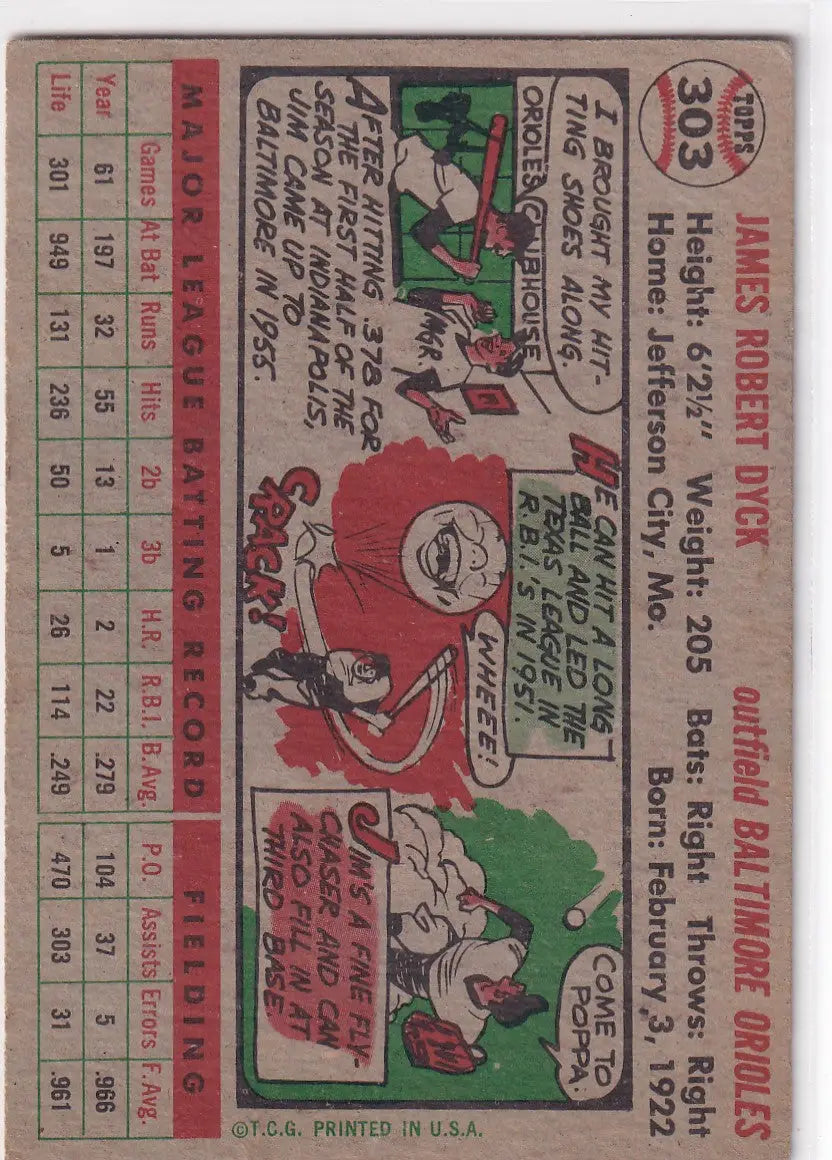 TOPPS
303
JAMES ROBERT DYCK outfield BALTIMORE ORIOLES
Height: 6'2½" Weight: 205 Bats: Right Throws: Right
Home: Jefferson City, Mo. Born: February 3, 1922
I BROUGHT MY HIT-
TING SHOES ALONG.
ORIOLES CLUBHOUSE
MGR
AFTER HITTING .378 FOR
THE FIRST HALF OF THE
SEASON AT INDIANAPOLIS,
JIM CAME UP TO
BALTIMORE IN 1955.
HE CAN HIT A LONG
BALL AND LED THE
TEXAS LEAGUE IN
R.B.I.'S IN 1951.
WHEEE!
CRACK!
COME TO
POPPA.
JIM'S A FINE FLY-
CHASER AND CAN
ALSO FILL IN AT
THIRD BASE.
MAJOR LEAGUE BATTING RECORD FIELDING
Games At Bat Runs Hits 2b 3b H.R. R.B.I. B.Avg. P.O. Assists Errors F.Avg.
Year 61 197 32 55 13 1 2 22 .279 104 37 5 .966
Life 301 949 131 236 50 5 26 114 .249 470 303 31 .961
©T.C.G. PRINTED IN U.S.A.